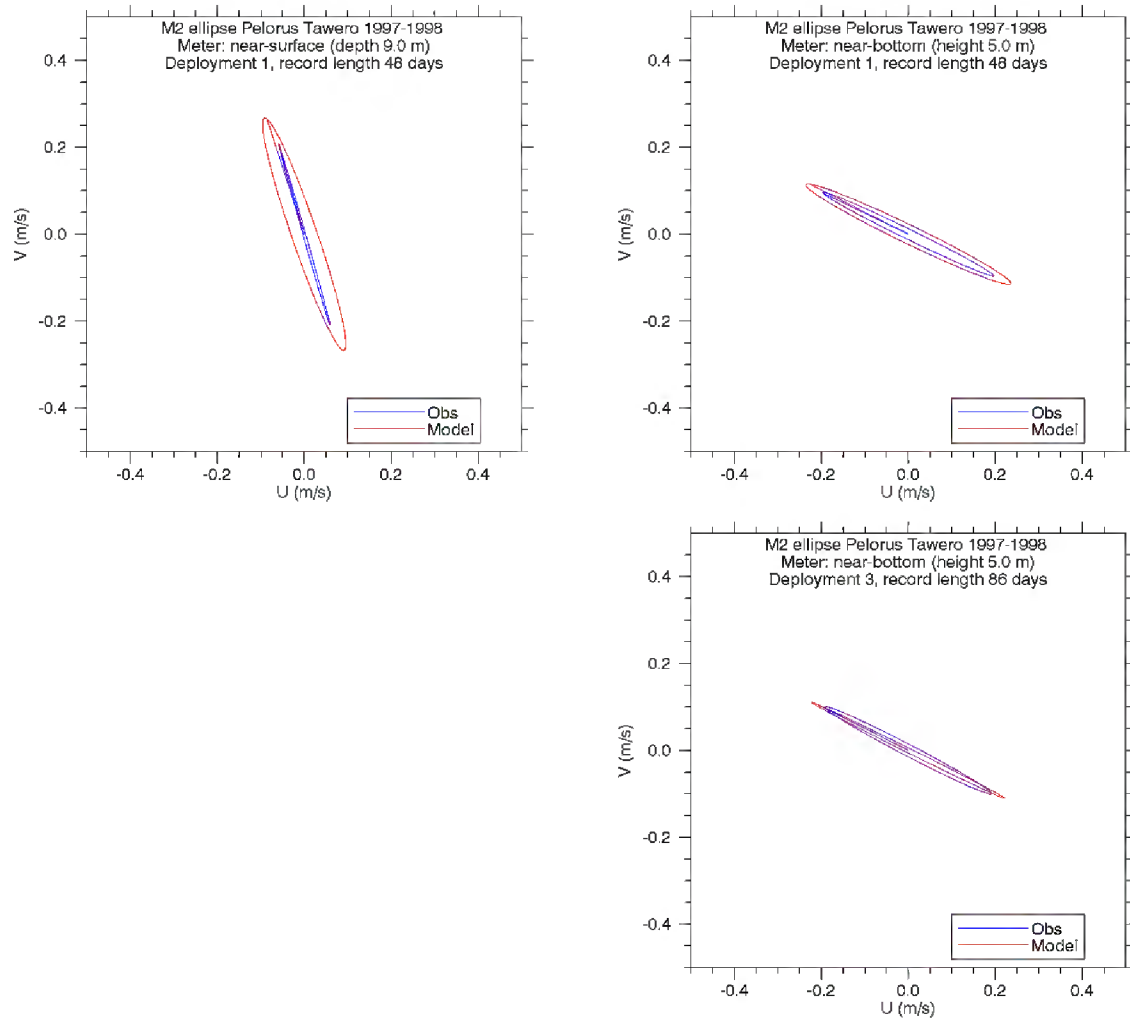 M2 ellipse Pelorus Tawero 1997-1998
Meter: near-surface (depth 9.0 m)
Deployment 1, record length 48 days
0.4
0.2
0.0
-0.2
-0.4
V (m/s)
Obs
Model
-0.4 -0.2 0.0 0.2 0.4
U (m/s)
M2 ellipse Pelorus Tawero 1997-1998
Meter: near-bottom (height 5.0 m)
Deployment 1, record length 48 days
0.4
0.2
0.0
-0.2
-0.4
V (m/s)
Obs
Model
-0.4 -0.2 0.0 0.2 0.4
U (m/s)
M2 ellipse Pelorus Tawero 1997-1998
Meter: near-bottom (height 5.0 m)
Deployment 3, record length 86 days
0.4
0.2
0.0
-0.2
-0.4
V (m/s)
Obs
Model
-0.4 -0.2 0.0 0.2 0.4
U (m/s)